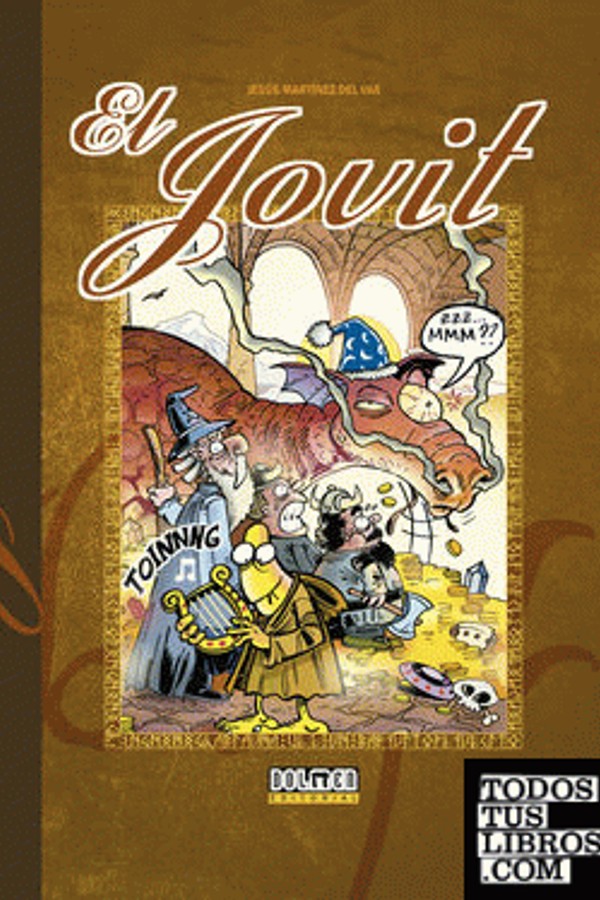 JESÚS MARTÍNEZ DEL VAS
El
Jovit
ZZZ...
MMM??
TOINNNG
DOLMEN
EDITORIAL
TODOS
TUS
LIBROS
.COM